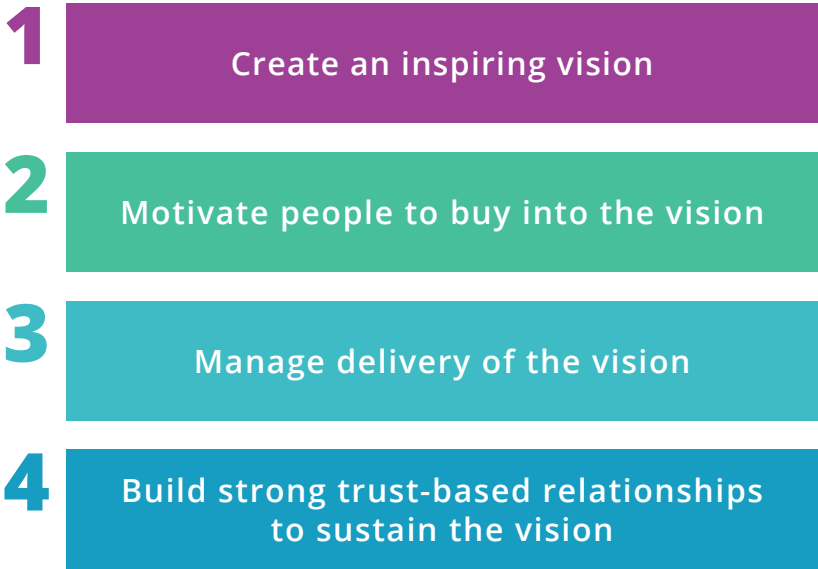 1
Create an inspiring vision
2
Motivate people to buy into the vision
3
Manage delivery of the vision
4
Build strong trust-based relationships
to sustain the vision